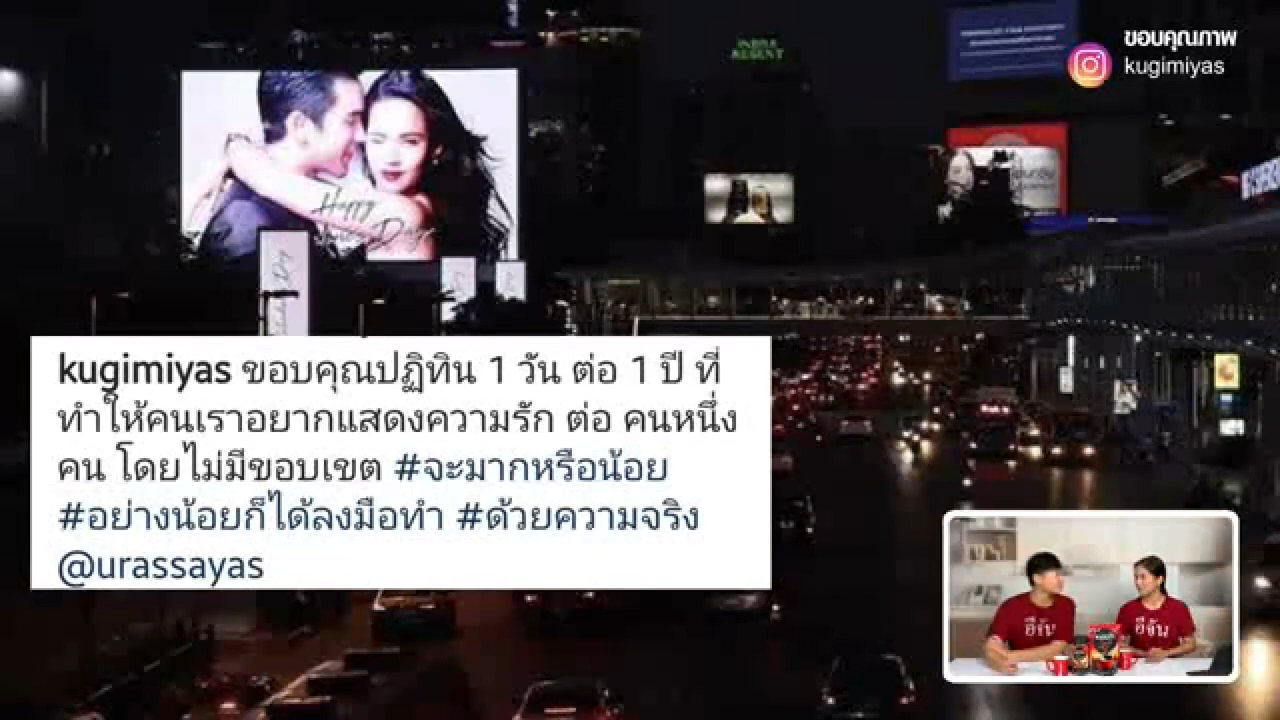 ขอบคุณภาพ
kugimiyas
INDRA
REGENT
Happy
kugimiyas ขอบคุณปฏิทิน 1 วัน ต่อ 1 ปี ที่
ทำให้คนเราอยากแสดงความรัก ต่อ คนหนึ่ง
คน โดยไม่มีขอบเขต #จะมากหรือน้อย
#อย่างน้อยก็ได้ลงมือทำ #ด้วยความจริง
@urassayas
อีจัน
อีจัน